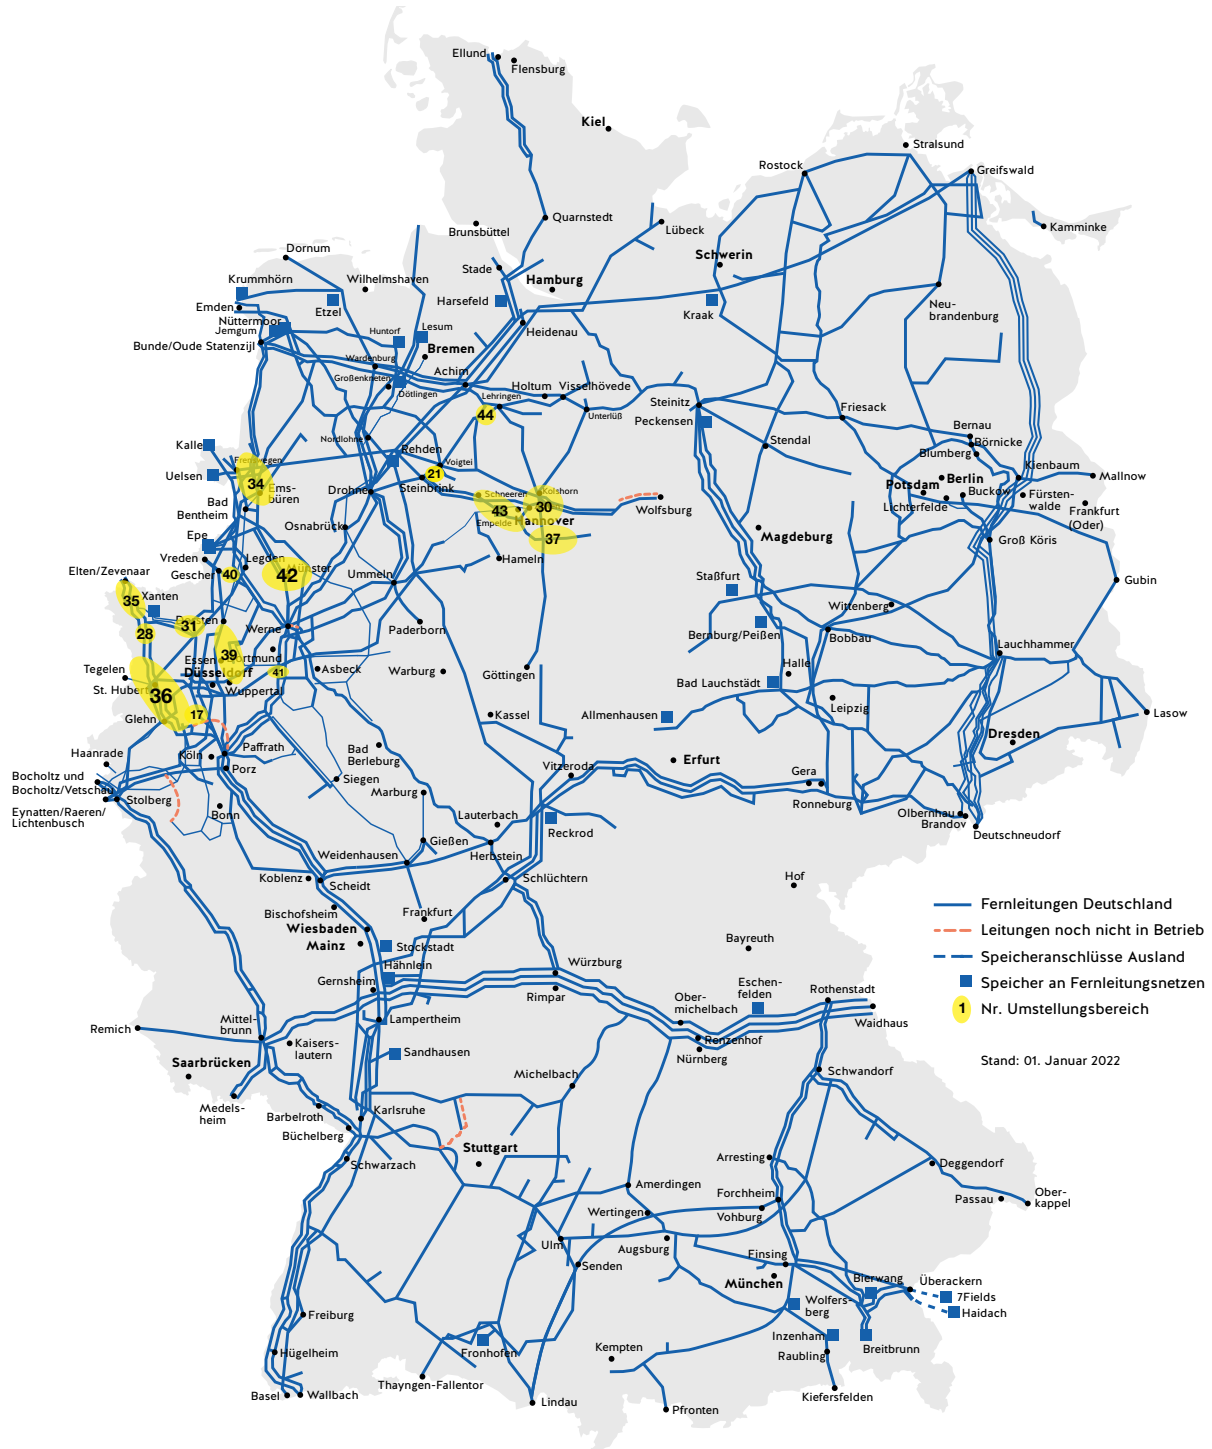 Ellund
Flensburg
Kiel
Stralsund
Rostock
Greifswald
Quarnstedt
Brunsbüttel
Lübeck
Kamminke
Dornum
Schwerin
Stade
Krummhörn
Wilhelmshaven
Hamburg
Emden
Etzel
Harsefeld
Kraak
Neu-
brandenburg
Nüttermoor
Jemgum
Huntorf
Lesum
Heidenau
Bunde/Oude Statenzijl
Bremen
Wardenburg
Großenkneten
Achim
Dötlingen
Holtum
Visselhövede
Lehringen
Steinitz
Friesack
44
Unterlüß
Peckensen
Bernau
Kalle
Nordlohne
Rehden
Stendal
Börnicke
Blumberg
Frenswegen
Voigtei
Kienbaum
Uelsen
21
Mallnow
34
Ems-
büren
Drohne
Steinbrink
Potsdam
Berlin
Buckow
Schneeren
Kolshorn
Fürsten-
walde
Bad
Bentheim
43
30
Wolfsburg
Lichterfelde
Frankfurt
(Oder)
Osnabrück
Empelde
Hannover
Epe
37
Magdeburg
Groß Köris
Vreden
Legden
Hameln
Elten/Zevenaar
Gescher
40
42
Münster
Ummeln
Staßfurt
Gubin
35
Xanten
Wittenberg
28
31
Dorsten
Werne
Paderborn
Bernburg/Peißen
Bobbau
Lauchhammer
Essen
39
Dortmund
Tegelen
Düsseldorf
41
Asbeck
Warburg
Göttingen
Halle
St. Hubert
36
Wuppertal
Bad Lauchstädt
Leipzig
Glehn
17
Kassel
Allmenhausen
Lasow
Dresden
Haanrade
Köln
Paffrath
Bad
Berleburg
Erfurt
Bocholtz und
Bocholtz/Vetschau
Porz
Siegen
Vitzeroda
Gera
Stolberg
Marburg
Ronneburg
Eynatten/Raeren/
Lichtenbusch
Bonn
Lauterbach
Reckrod
Olbernhau
Brandov
Deutschneudorf
Gießen
Weidenhausen
Herbstein
Koblenz
Scheidt
Schlüchtern
Hof
Bischofsheim
Frankfurt
Fernleitungen Deutschland
Wiesbaden
Leitungen noch nicht in Betrieb
Mainz
Stockstadt
Bayreuth
Speicheranschlüsse Ausland
Hähnlein
Würzburg
Gernsheim
Eschen-
felden
Speicher an Fernleitungsnetzen
Rimpar
Ober-
michelbach
Rothenstadt
1
Nr. Umstellungsbereich
Mittel-
brunn
Lampertheim
Waidhaus
Remich
Kaisers-
lautern
Renzenhof
Saarbrücken
Sandhausen
Nürnberg
Stand: 01. Januar 2022
Michelbach
Schwandorf
Medels-
heim
Barbelroth
Karlsruhe
Büchelberg
Stuttgart
Schwarzach
Arresting
Deggendorf
Amerdingen
Forchheim
Passau
Ober-
kappel
Wertingen
Vohburg
Ulm
Augsburg
Finsing
Senden
München
Bierwang
Überackern
7Fields
Freiburg
Wolfers-
berg
Haidach
Hügelheim
Fronhofen
Kempten
Inzenham
Raubling
Breitbrunn
Basel
Wallbach
Thayngen-Fallentor
Lindau
Kiefersfelden
Pfronten